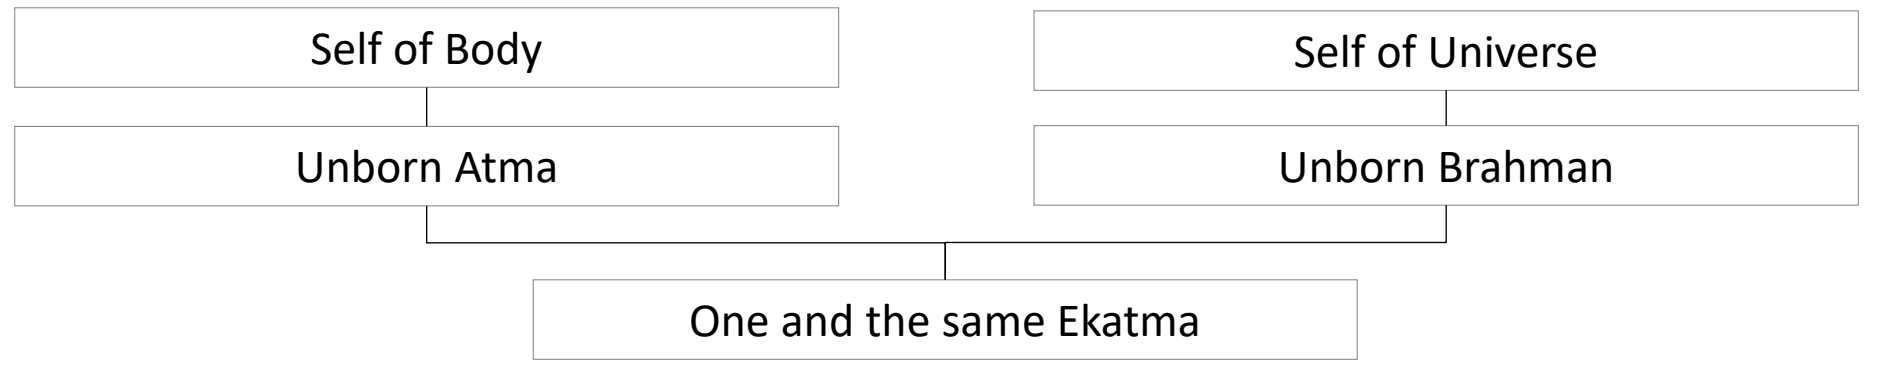 Self of Body
Self of Universe
Unborn Atma
Unborn Brahman
One and the same Ekatma